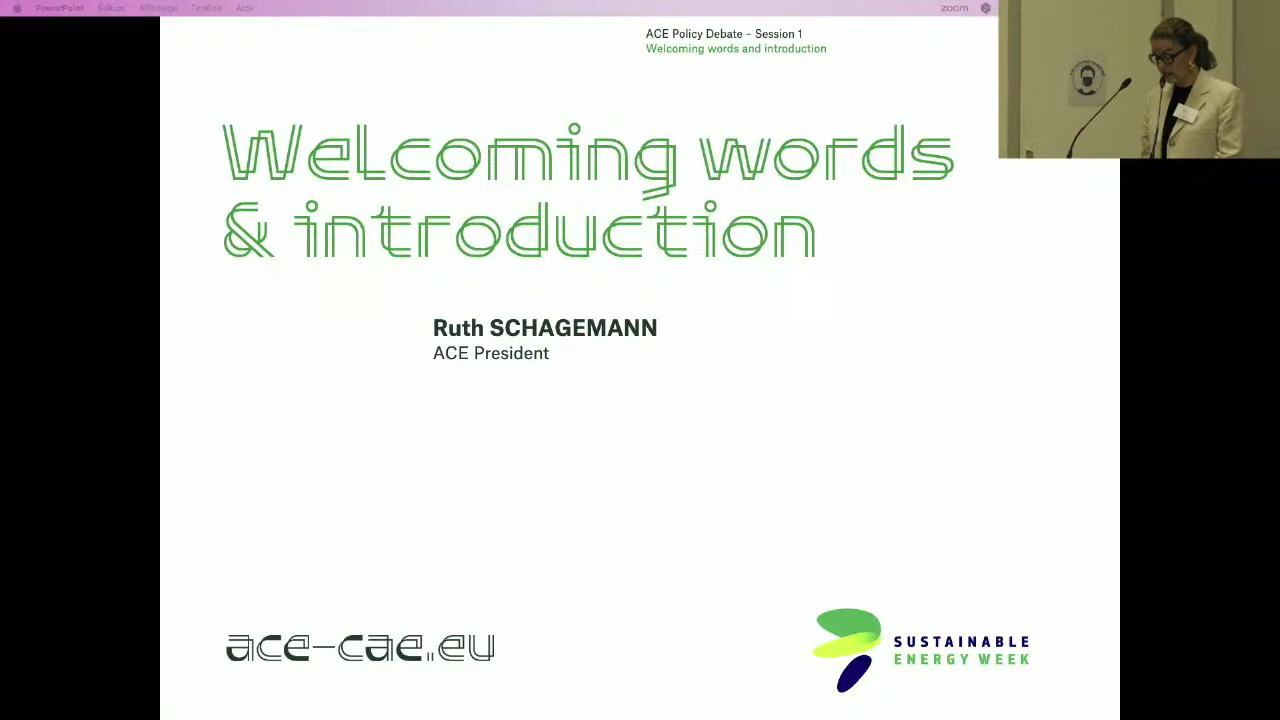 PowerPoint Édition Affichage Fenêtre Aide
zoom
ACE Policy Debate – Session 1
Welcoming words and introduction
Welcoming words
& introduction
Ruth SCHAGEMANN
ACE President
ace-cae.eu
SUSTAINABLE
ENERGY WEEK